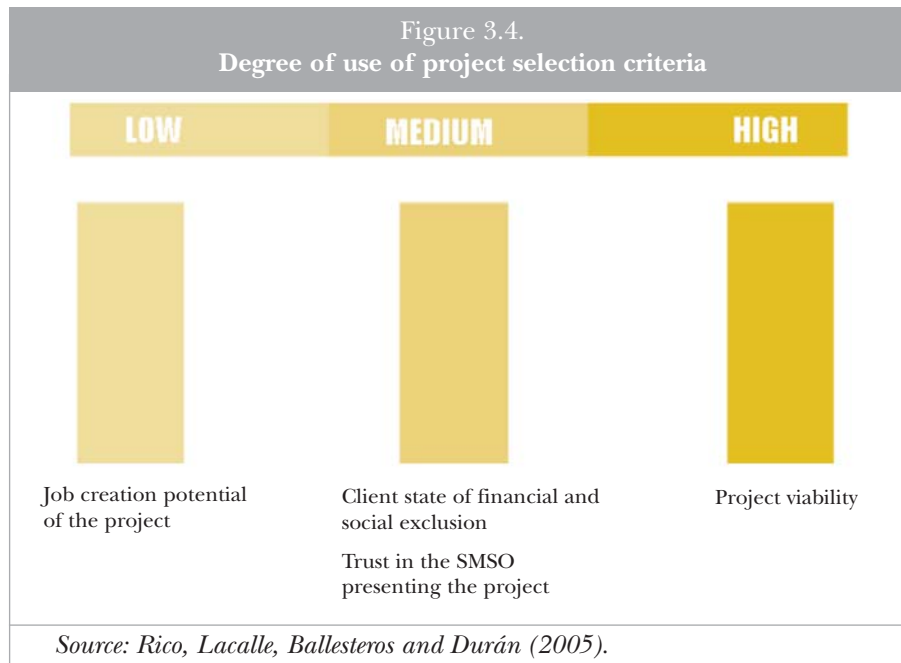 Figure 3.4.
Degree of use of project selection criteria
LOW MEDIUM HIGH
Job creation potential
of the project
Client state of financial and
social exclusion
Trust in the SMSO
presenting the project
Project viability
Source: Rico, Lacalle, Ballesteros and Durán (2005).